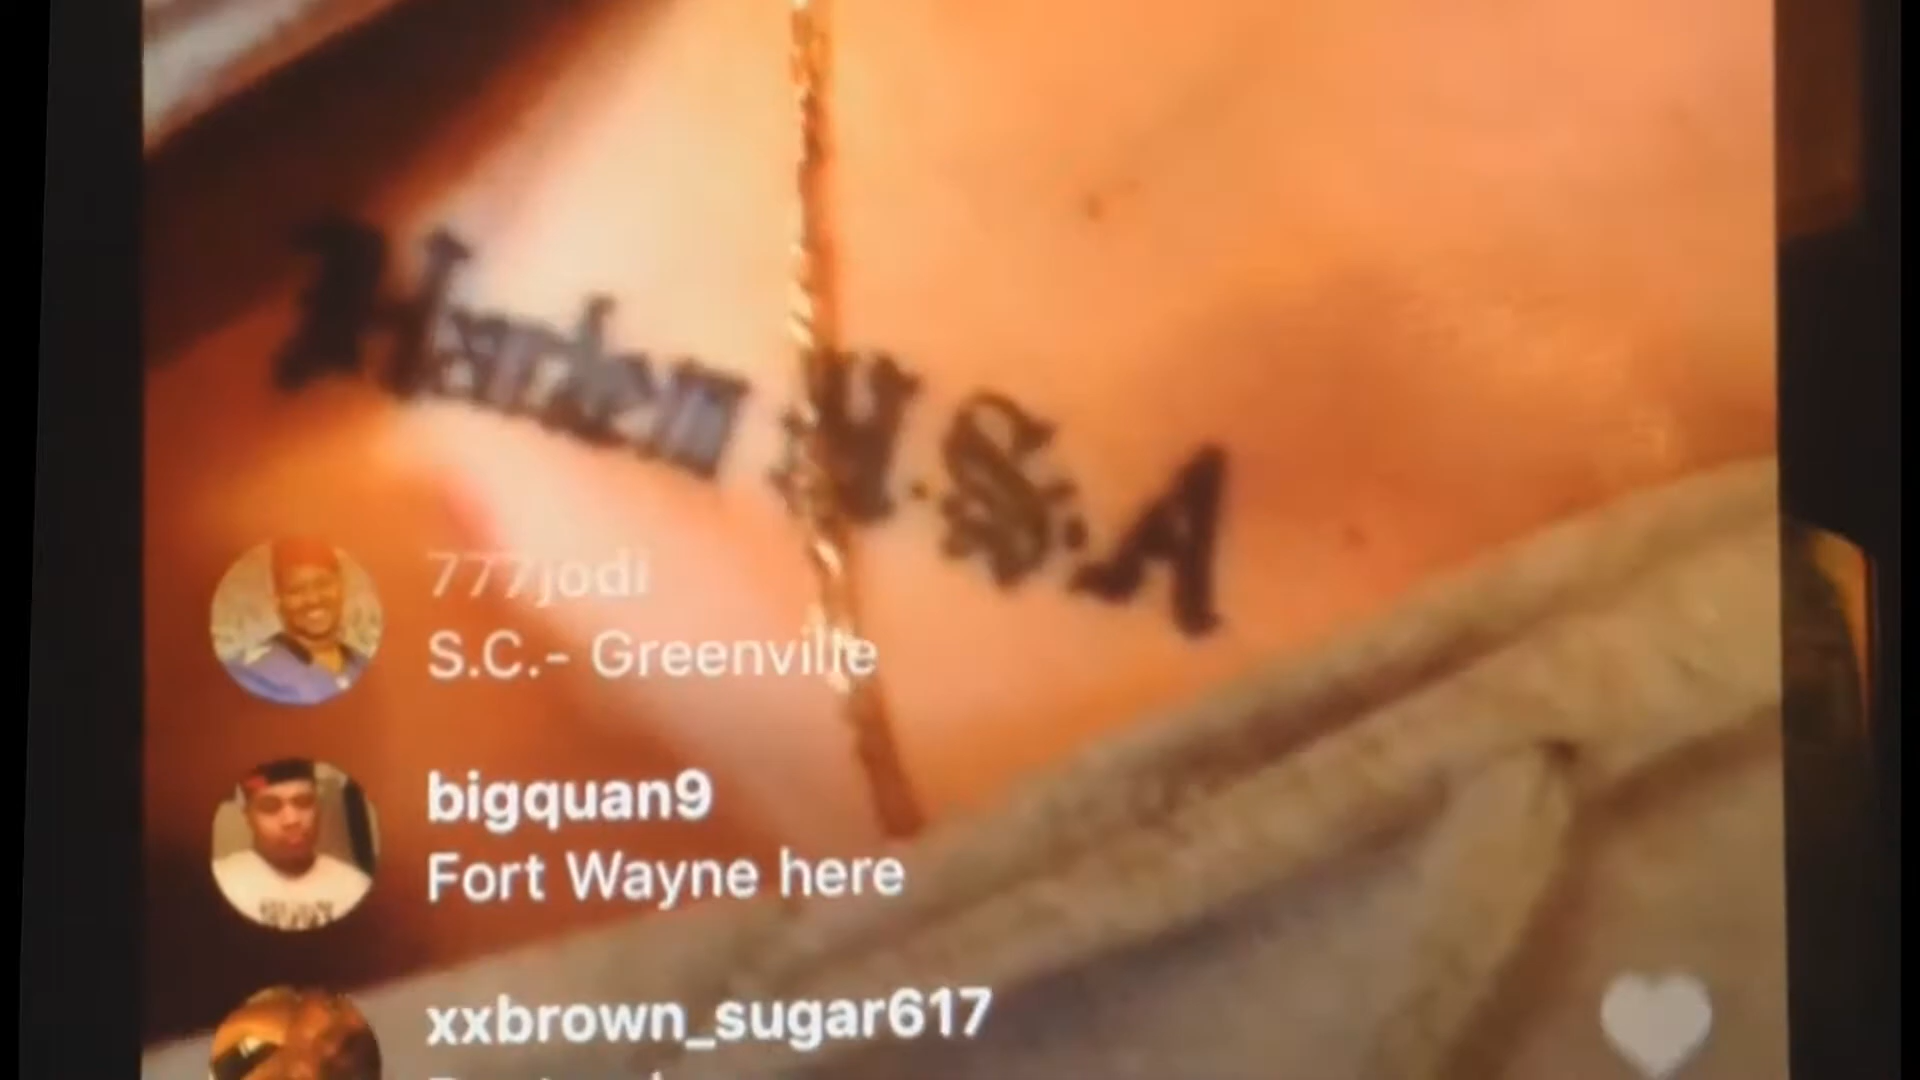 Harlem U.S.A
777jodi
S.C.- Greenville
bigquan9
Fort Wayne here
xxbrown_sugar617